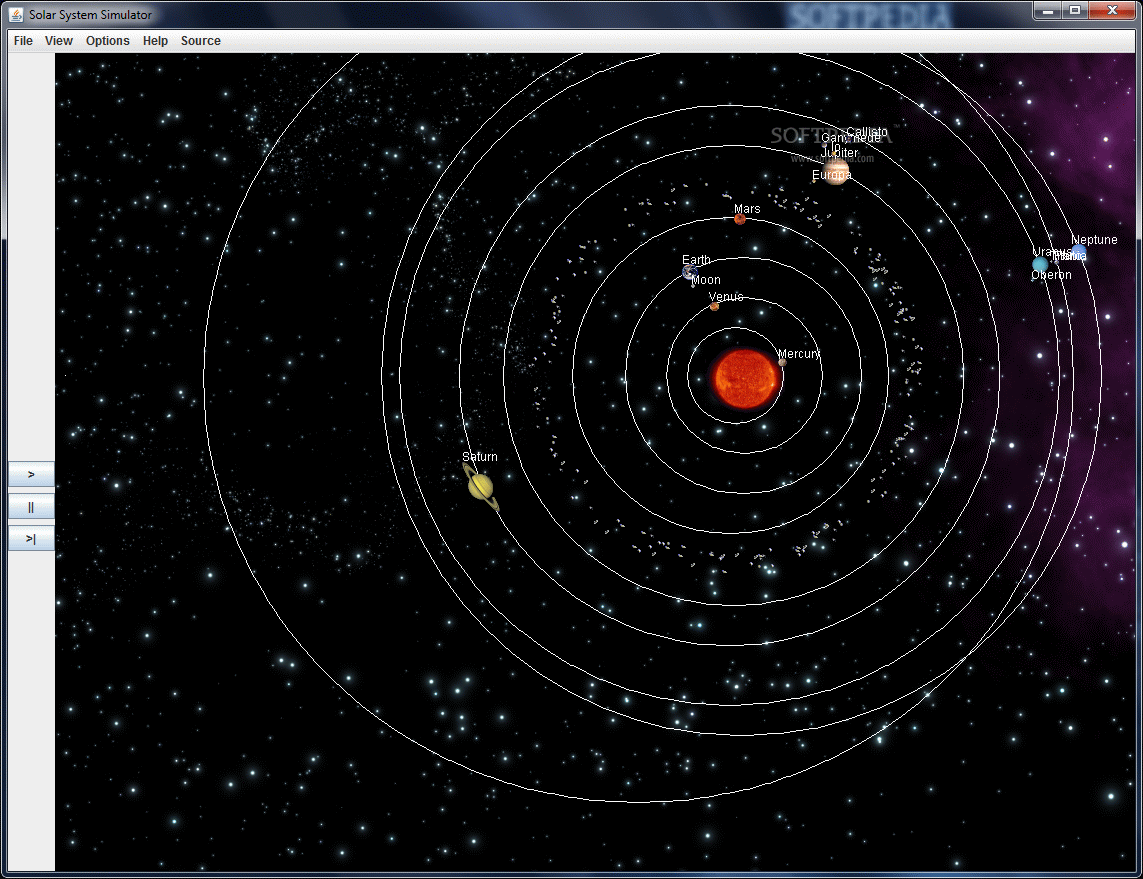 Solar System Simulator
SOFTPEDIA
File View Options Help Source
SOFTPEDIA
Callisto
Ganymede
Io
Jupiter
www.softpedia.com
Europa
Mars
Neptune
Uranus
Earth
Oberon
Moon
Venus
Mercury
Saturn
>
||
>|